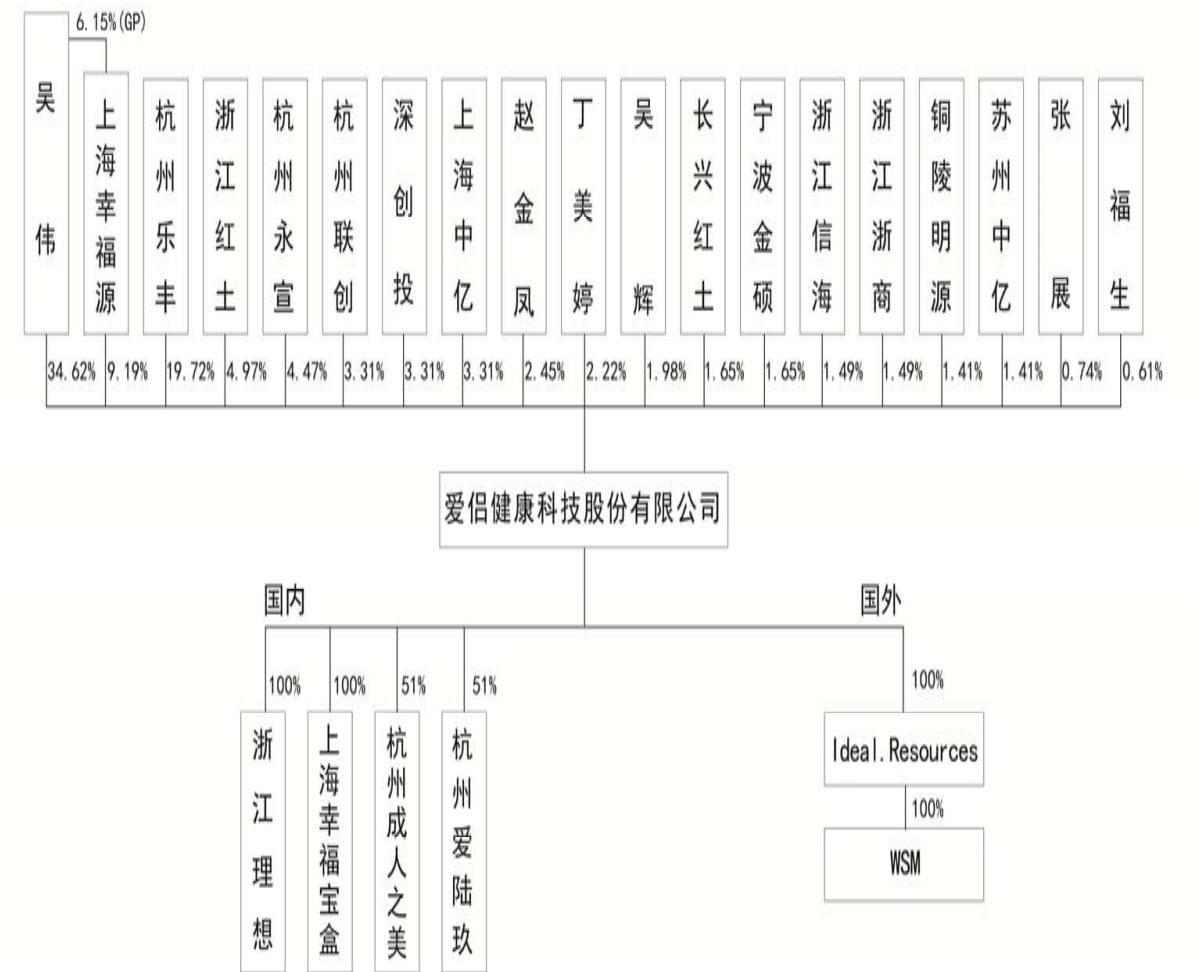 6.15%(GP)
吴伟
上海幸福源
杭州乐丰
浙江红土
杭州永宣
杭州联创
深创投
上海中亿
赵金凤
丁美婷
吴辉
长兴红土
宁波金硕
浙江信海
浙江浙商
铜陵明源
苏州中亿
张展
刘福生
34.62% 9.19% 19.72% 4.97% 4.47% 3.31% 3.31% 3.31% 2.45% 2.22% 1.98% 1.65% 1.65% 1.49% 1.49% 1.41% 1.41% 0.74% 0.61%
爱侣健康科技股份有限公司
国内
国外
100% 100% 51% 51%
100%
浙江理想
上海幸福宝盒
杭州成人之美
杭州爱陆玖
Ideal.Resources
100%
WSM